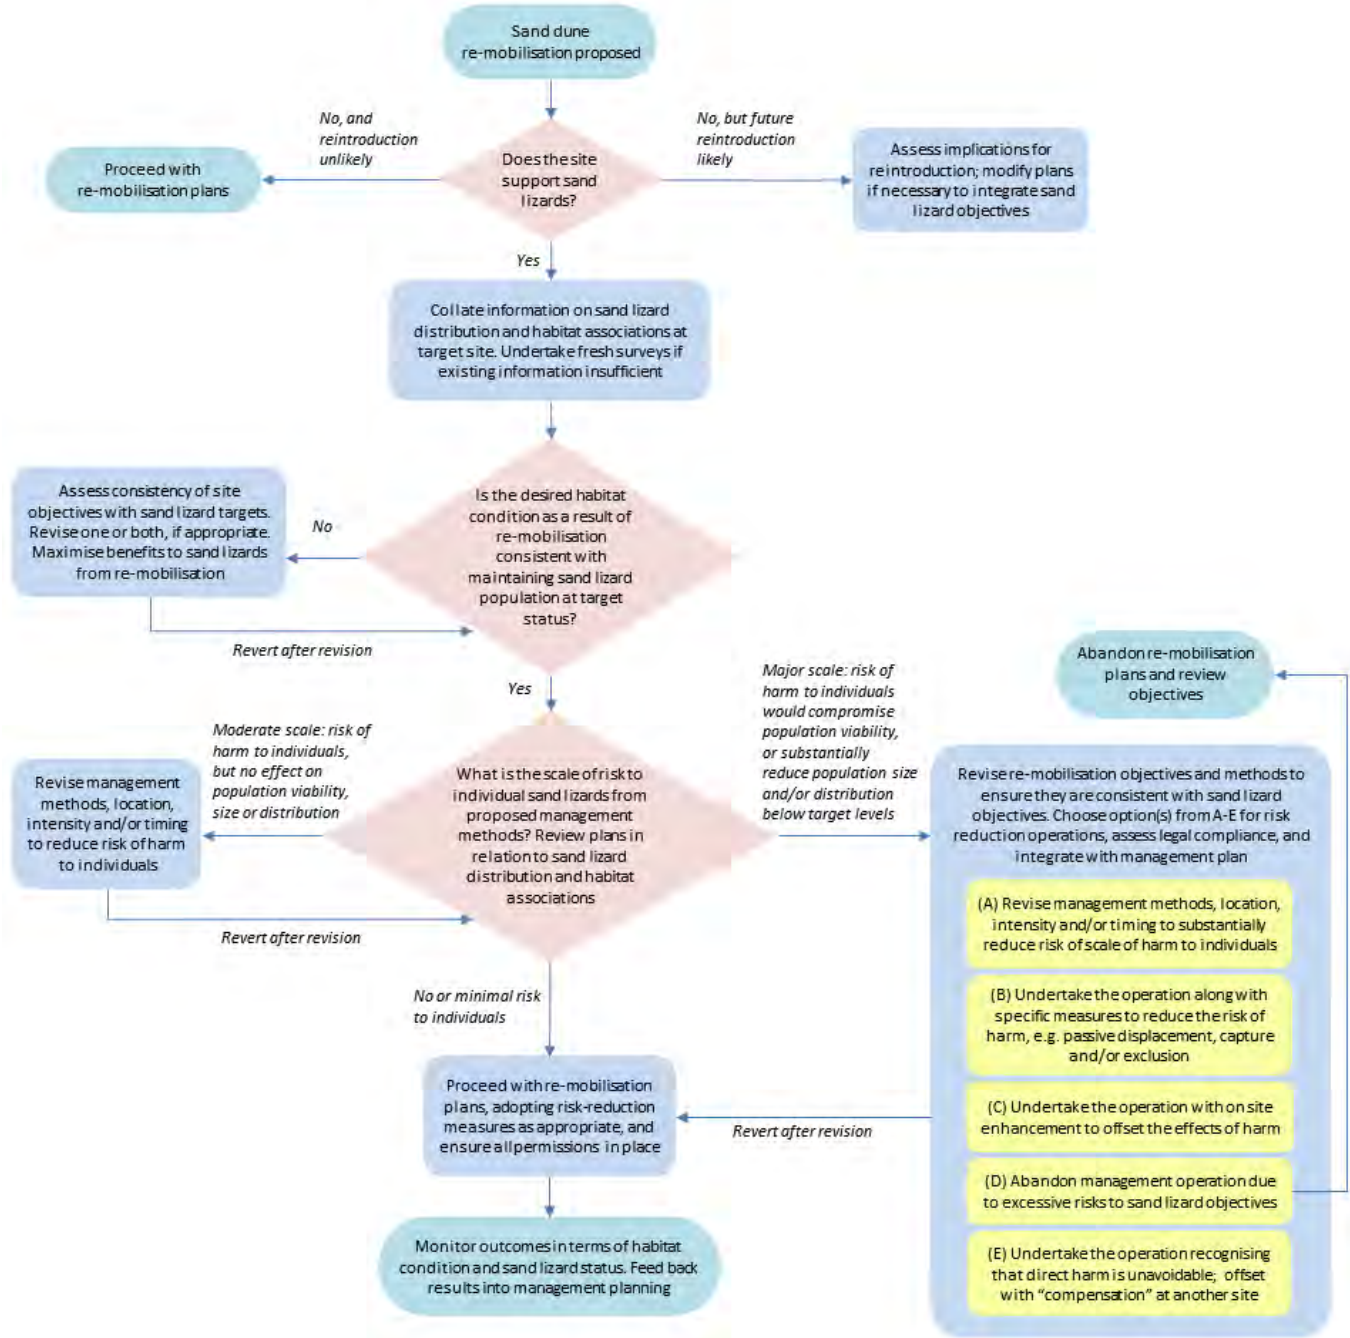 Sand dune
re-mobilisation proposed
No, and
reintroduction
unlikely
No, but future
reintroduction
likely
Proceed with
re-mobilisation plans
Does the site
support sand
lizards?
Assess implications for
reintroduction; modify plans
if necessary to integrate sand
lizard objectives
Yes
Collate information on sand lizard
distribution and habitat associations at
target site. Undertake fresh surveys if
existing information insufficient
Assess consistency of site
objectives with sand lizard targets.
Revise one or both, if appropriate.
Maximise benefits to sand lizards
from re-mobilisation
No
Is the desired habitat
condition as a result of
re-mobilisation
consistent with
maintaining sand lizard
population at target
status?
Revert after revision
Yes
Abandon re-mobilisation
plans and review
objectives
Moderate scale: risk of
harm to individuals,
but no effect on
population viability,
size or distribution
Major scale: risk of
harm to individuals
would compromise
population viability,
or substantially
reduce population size
and/or distribution
below target levels
Revise management
methods, location,
intensity and/or timing
to reduce risk of harm
to individuals
What is the scale of risk to
individual sand lizards from
proposed management
methods? Review plans in
relation to sand lizard
distribution and habitat
associations
Revise re-mobilisation objectives and methods to
ensure they are consistent with sand lizard
objectives. Choose option(s) from A-E for risk
reduction operations, assess legal compliance, and
integrate with management plan
Revert after revision
(A) Revise management methods, location,
intensity and/or timing to substantially
reduce risk of scale of harm to individuals
No or minimal risk
to individuals
(B) Undertake the operation along with
specific measures to reduce the risk of
harm, e.g. passive displacement, capture
and/or exclusion
Proceed with re-mobilisation
plans, adopting risk-reduction
measures as appropriate, and
ensure all permissions in place
Revert after revision
(C) Undertake the operation with on site
enhancement to offset the effects of harm
(D) Abandon management operation due
to excessive risks to sand lizard objectives
Monitor outcomes in terms of habitat
condition and sand lizard status. Feed back
results into management planning
(E) Undertake the operation recognising
that direct harm is unavoidable; offset
with "compensation" at another site